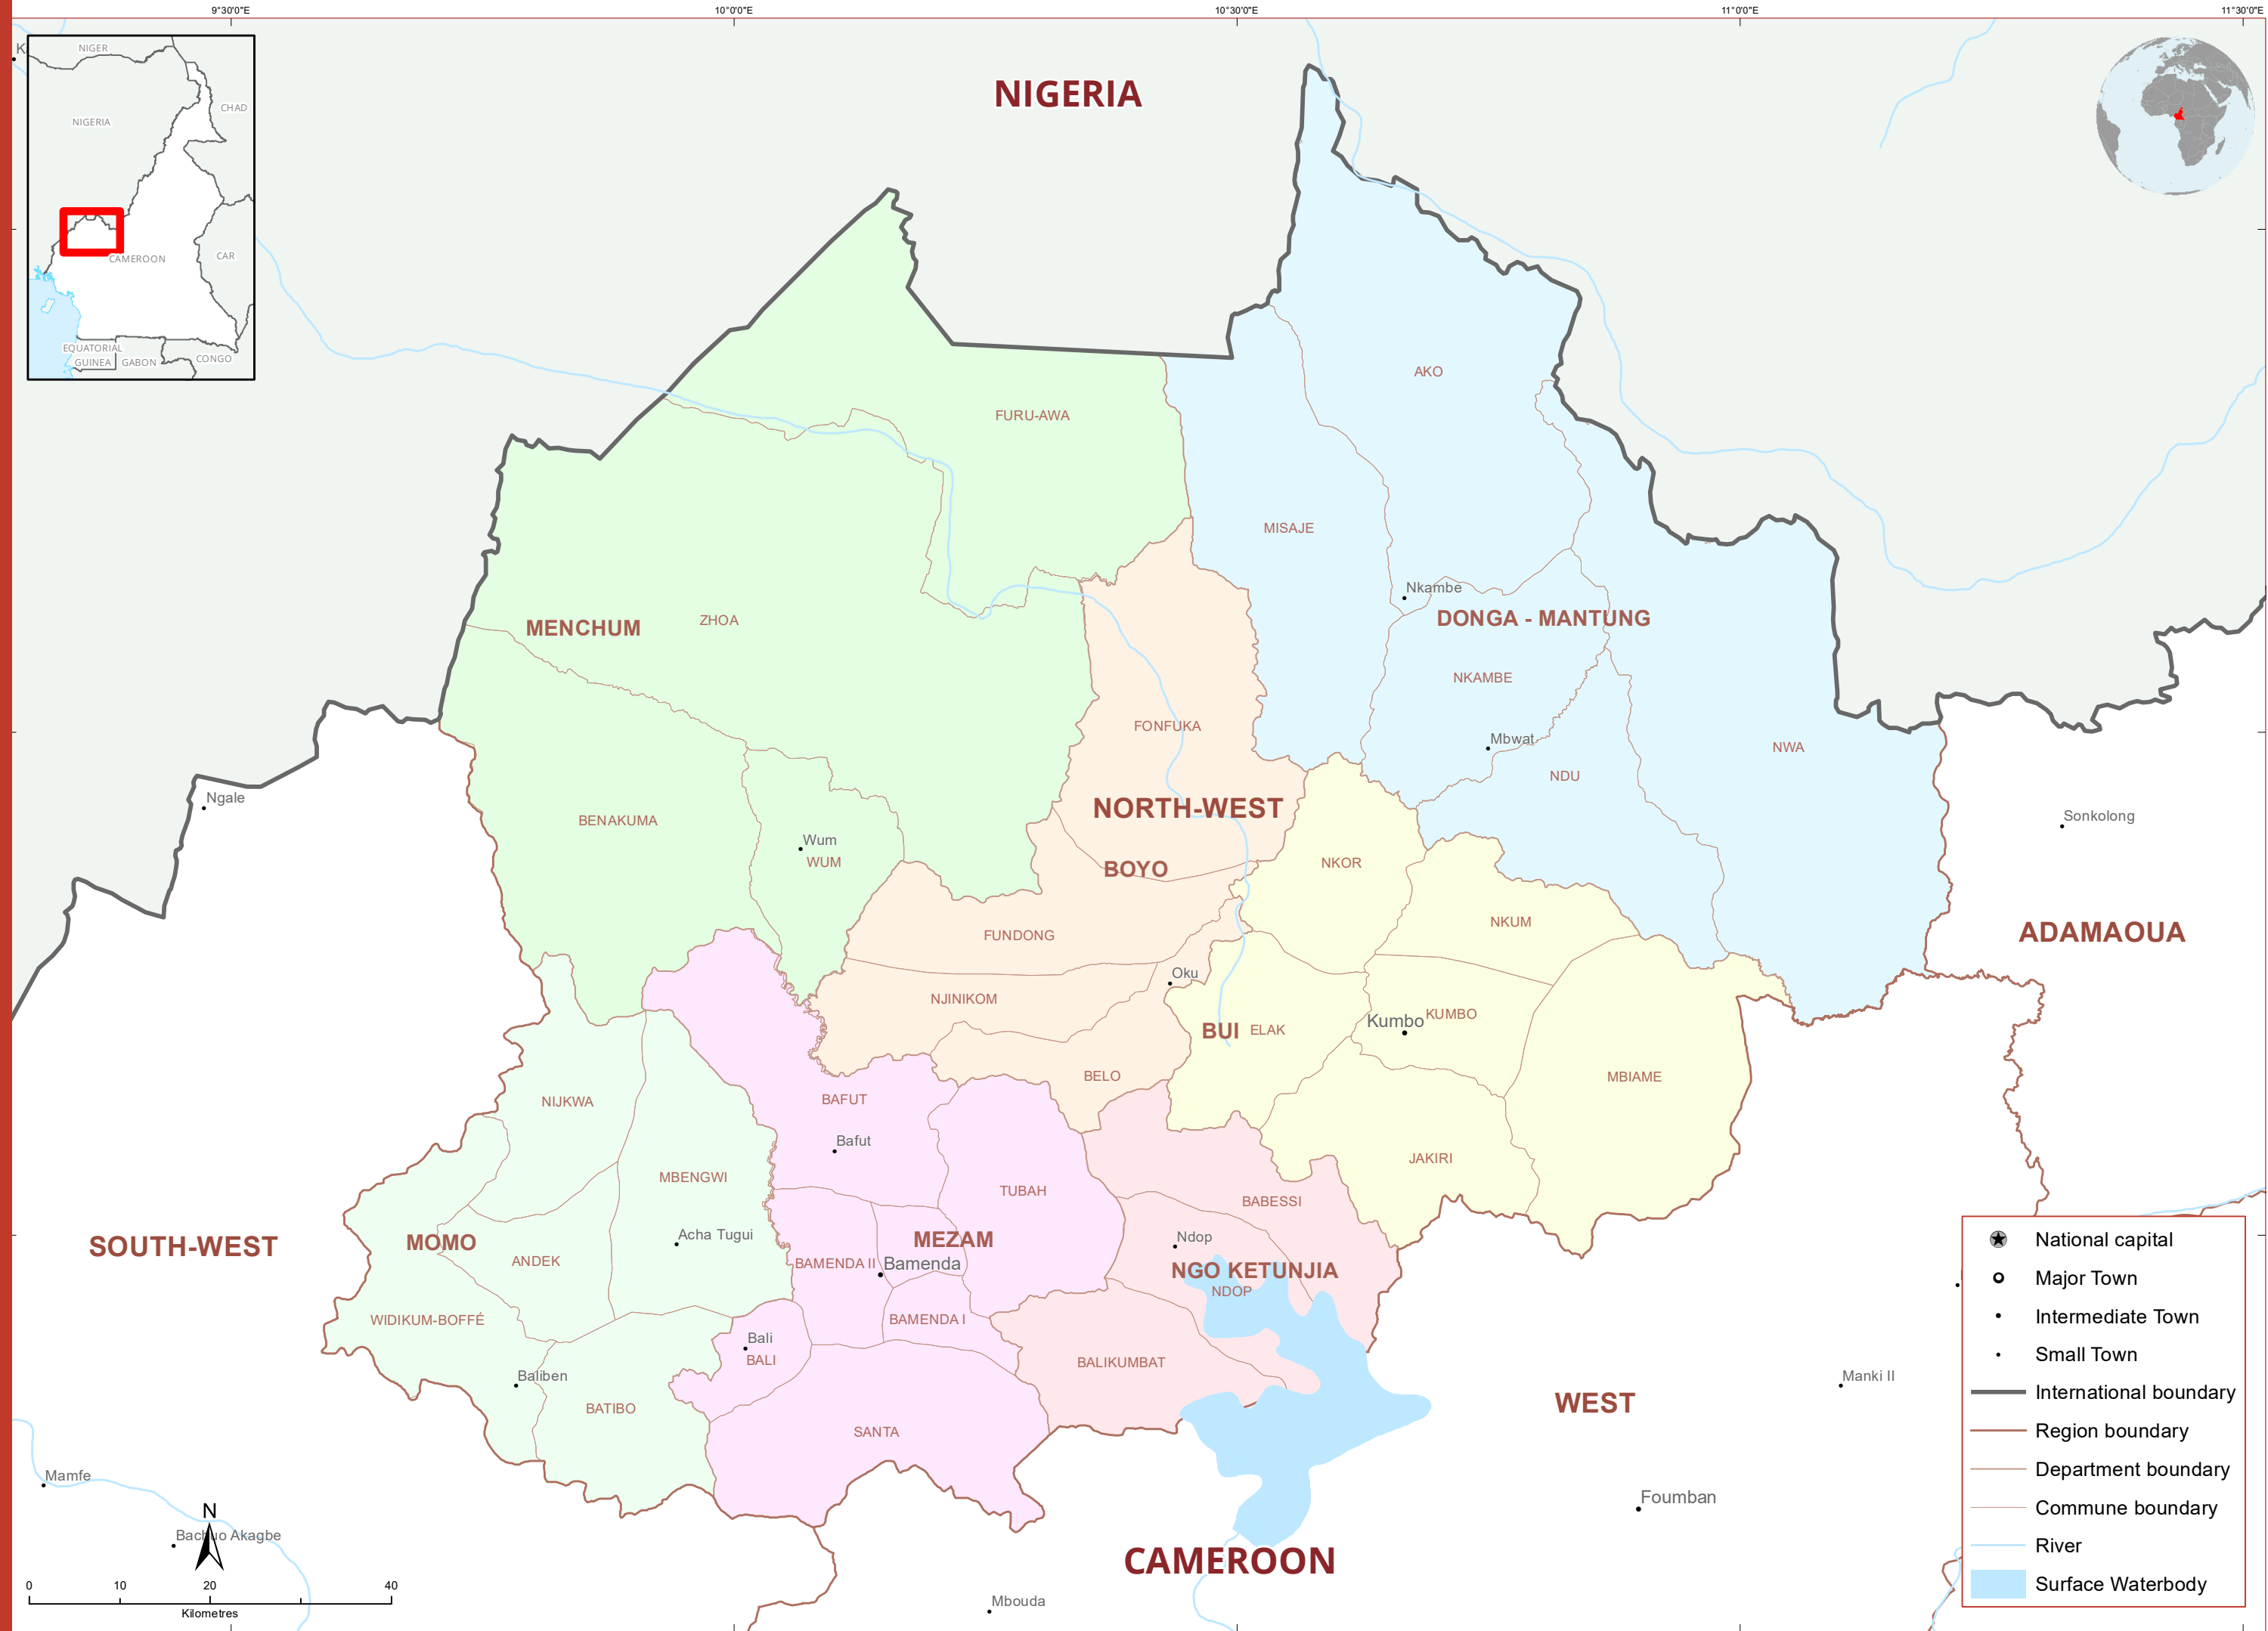 9°30'0"E
10°0'0"E
10°30'0"E
11°0'0"E
11°30'0"E
K
NIGER
CHAD
NIGERIA
CAR
CAMEROON
EQUATORIAL
GUINEA
GABON
CONGO
NIGERIA
AKO
FURU-AWA
MISAJE
Nkambe
DONGA - MANTUNG
ZHOA
MENCHUM
NKAMBE
FONFUKA
Mbwat
NWA
NDU
Ngale
NORTH-WEST
Sonkolong
BENAKUMA
Wum
WUM
NKOR
BOYO
NKUM
ADAMAOUA
FUNDONG
Oku
NJINIKOM
KUMBO
Kumbo
BUI
ELAK
BELO
MBIAME
BAFUT
NIJKWA
Bafut
JAKIRI
MBENGWI
TUBAH
BABESSI
Acha Tugui
Ndop
MEZAM
MOMO
SOUTH-WEST
ANDEK
BAMENDA II
Bamenda
NGO KETUNJIA
NDOP
WIDIKUM-BOFFÉ
BAMENDA I
Bali
BALI
BALIKUMBAT
Baliben
Manki II
BATIBO
WEST
SANTA
Mamfe
Foumban
Bachuo Akagbe
CAMEROON
Mbouda
N
0 10 20 40
Kilometres
National capital
Major Town
Intermediate Town
Small Town
International boundary
Region boundary
Department boundary
Commune boundary
River
Surface Waterbody